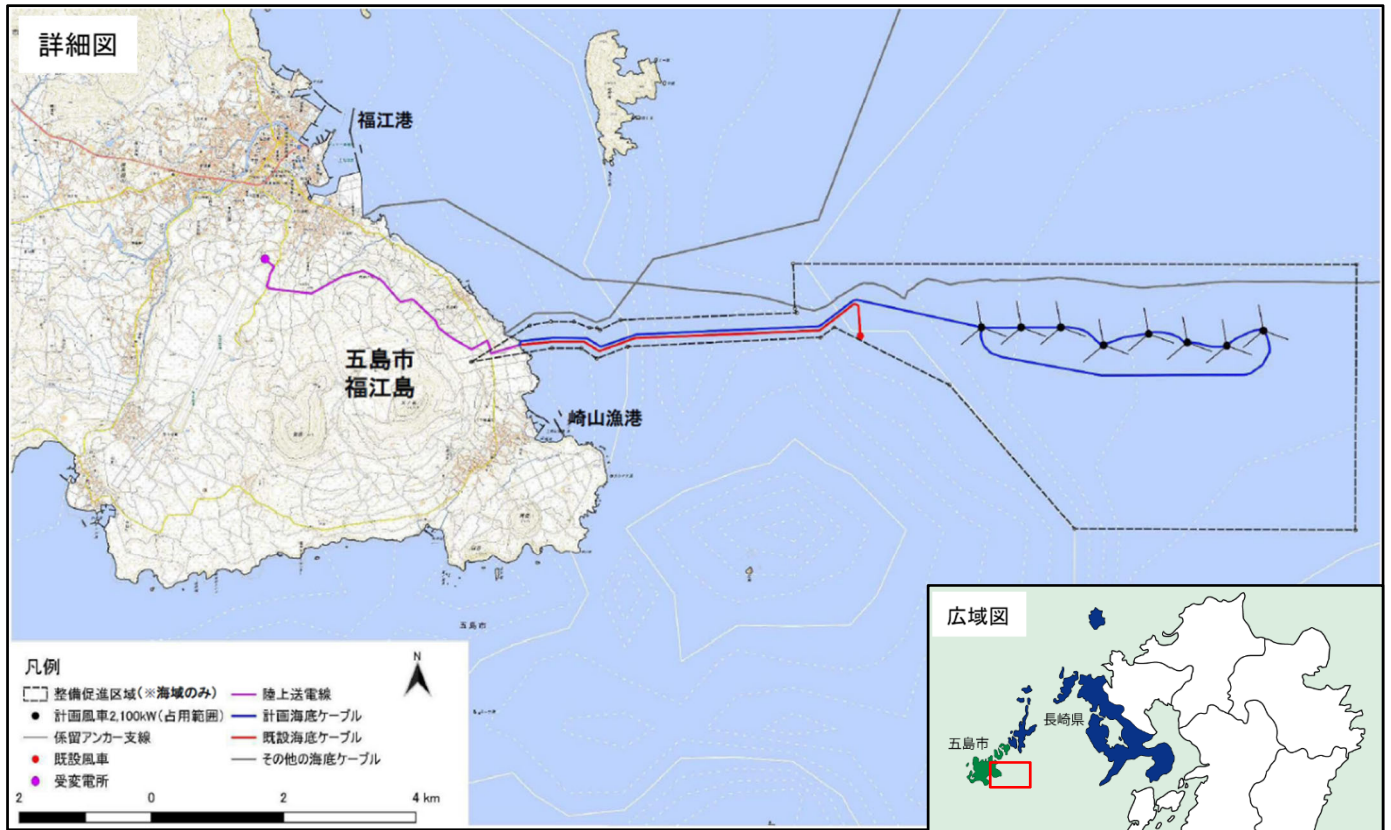 詳細図
福江港
五島市
福江島
崎山漁港
五島市
凡例
整備促進区域(※海域のみ)
計画風車2,100kW(占用範囲)
係留アンカー支線
既設風車
受変電所
陸上送電線
計画海底ケーブル
既設海底ケーブル
その他の海底ケーブル
N
2 0 2 4 km
広域図
長崎県
五島市